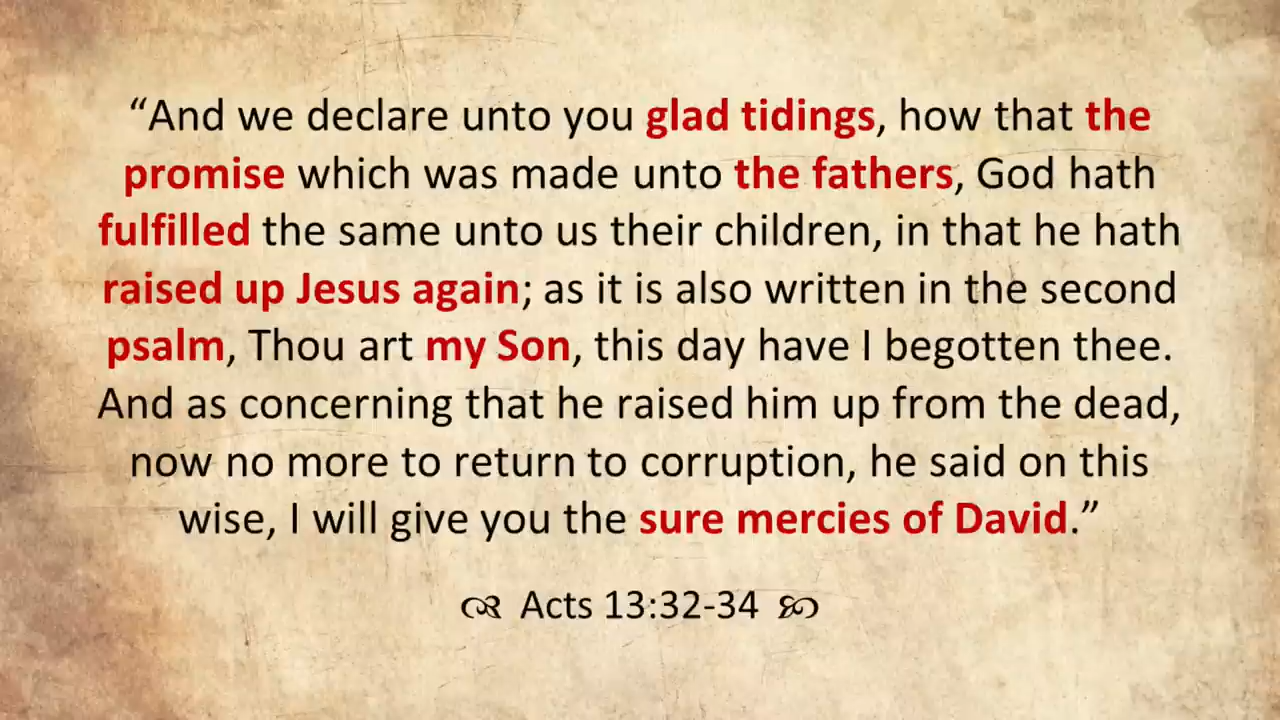 “And we declare unto you glad tidings, how that the
promise which was made unto the fathers, God hath
fulfilled the same unto us their children, in that he hath
raised up Jesus again; as it is also written in the second
psalm, Thou art my Son, this day have I begotten thee.
And as concerning that he raised him up from the dead,
now no more to return to corruption, he said on this
wise, I will give you the sure mercies of David.”
Acts 13:32-34